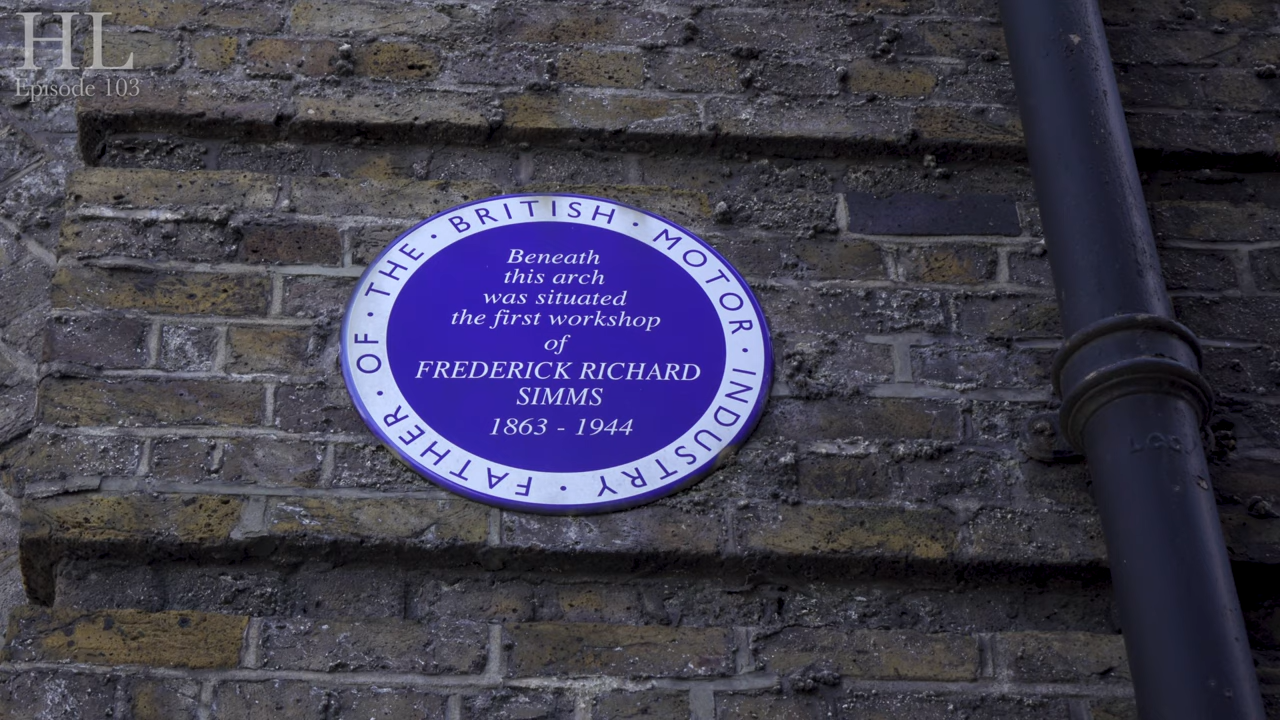 HL
Episode 103
FATHER · OF · THE · BRITISH · MOTOR · INDUSTRY ·
Beneath
this arch
was situated
the first workshop
of
FREDERICK RICHARD
SIMMS
1863 - 1944